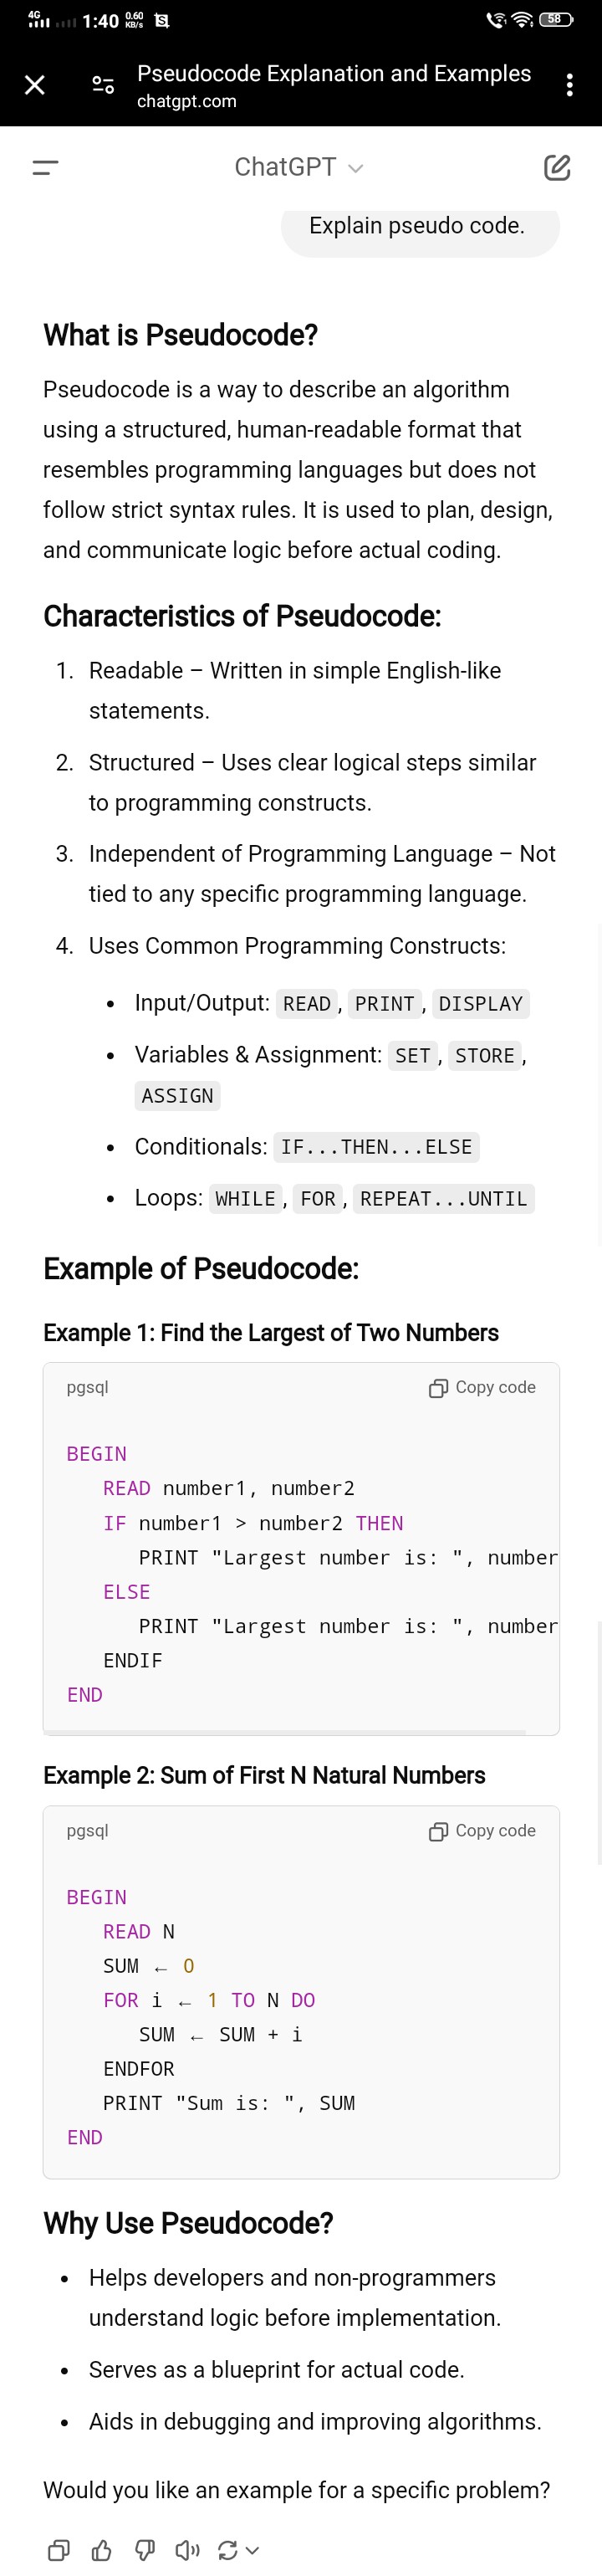 4G 1:40 0.60 KB/s 58
Pseudocode Explanation and Examples
chatgpt.com
ChatGPT
Explain pseudo code.
What is Pseudocode?
Pseudocode is a way to describe an algorithm
using a structured, human-readable format that
resembles programming languages but does not
follow strict syntax rules. It is used to plan, design,
and communicate logic before actual coding.
Characteristics of Pseudocode:
1. Readable – Written in simple English-like
statements.
2. Structured – Uses clear logical steps similar
to programming constructs.
3. Independent of Programming Language – Not
tied to any specific programming language.
4. Uses Common Programming Constructs:
• Input/Output: READ, PRINT, DISPLAY
• Variables & Assignment: SET, STORE,
ASSIGN
• Conditionals: IF...THEN...ELSE
• Loops: WHILE, FOR, REPEAT...UNTIL
Example of Pseudocode:
Example 1: Find the Largest of Two Numbers
pgsql Copy code
BEGIN
READ number1, number2
IF number1 > number2 THEN
PRINT "Largest number is: ", number
ELSE
PRINT "Largest number is: ", number
ENDIF
END
Example 2: Sum of First N Natural Numbers
pgsql Copy code
BEGIN
READ N
SUM ← 0
FOR i ← 1 TO N DO
SUM ← SUM + i
ENDFOR
PRINT "Sum is: ", SUM
END
Why Use Pseudocode?
• Helps developers and non-programmers
understand logic before implementation.
• Serves as a blueprint for actual code.
• Aids in debugging and improving algorithms.
Would you like an example for a specific problem?